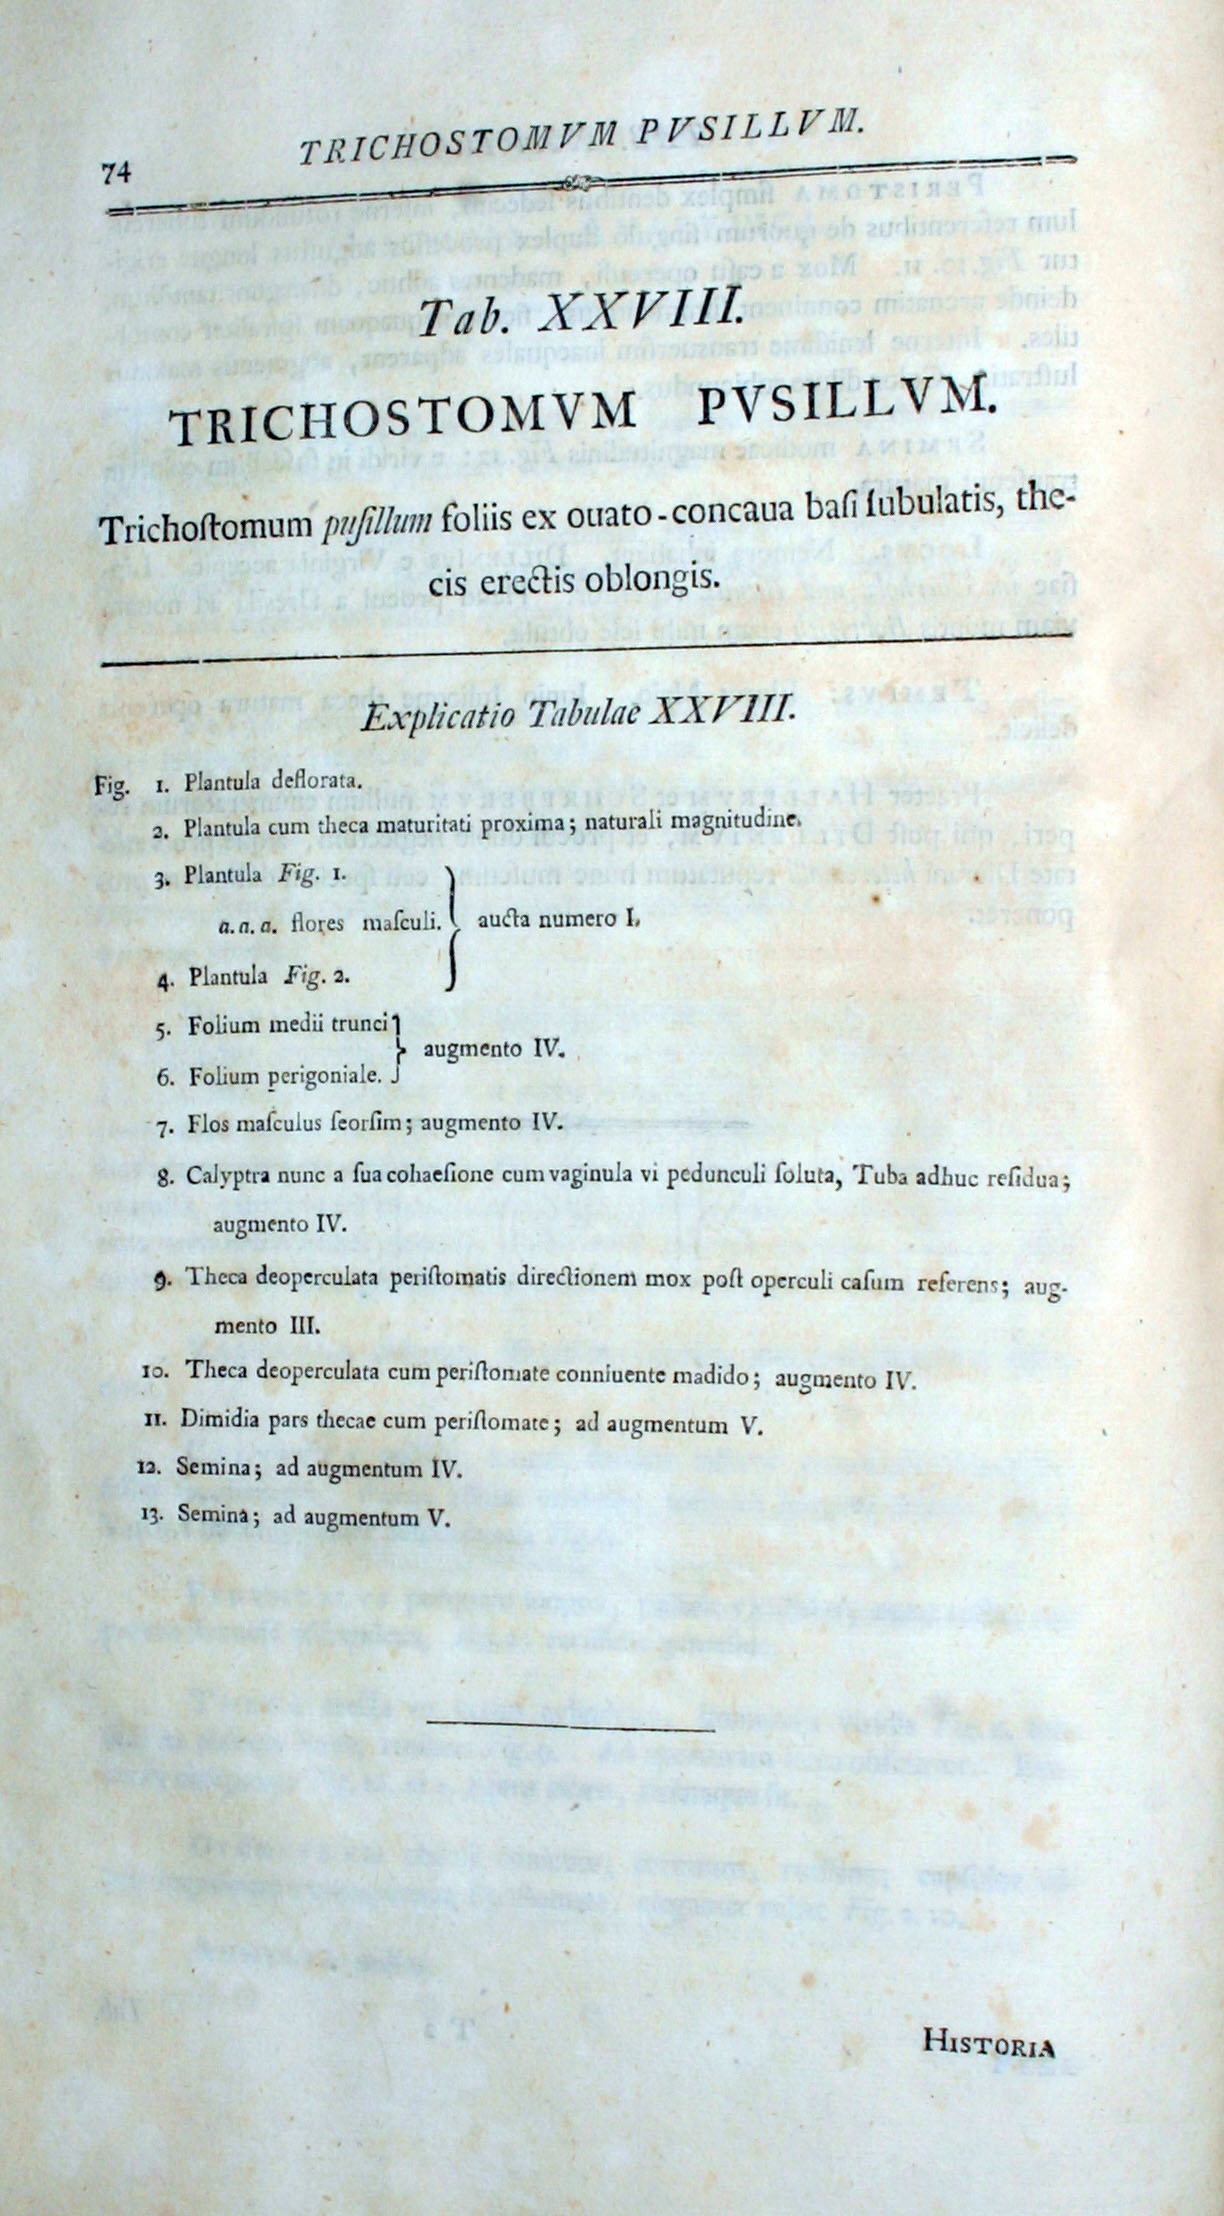 74
TRICHOSTOMVM PVSILLVM.
Tab. XXVIII.
TRICHOSTOMVM PVSILLVM.
Trichoſtomum puſillum foliis ex ouato-concaua baſi ſubulatis, the-
cis erectis oblongis.
Explicatio Tabulae XXVIII.
Fig. 1. Plantula deflorata.
2. Plantula cum theca maturitati proxima; naturali magnitudine.
3. Plantula Fig. 1.
a. a. a. flores maſculi. } aucta numero I.
4. Plantula Fig. 2.
5. Folium medii trunci
} augmento IV.
6. Folium perigoniale.
7. Flos maſculus ſeorſim; augmento IV.
8. Calyptra nunc a ſua cohaeſione cum vaginula vi pedunculi ſoluta, Tuba adhuc reſidua;
augmento IV.
9. Theca deoperculata periſtomatis directionem mox poſt operculi caſum referens; aug-
mento III.
10. Theca deoperculata cum periſtomate conniuente madido; augmento IV.
11. Dimidia pars thecae cum periſtomate; ad augmentum V.
12. Semina; ad augmentum IV.
13. Semina; ad augmentum V.
HISTORIA